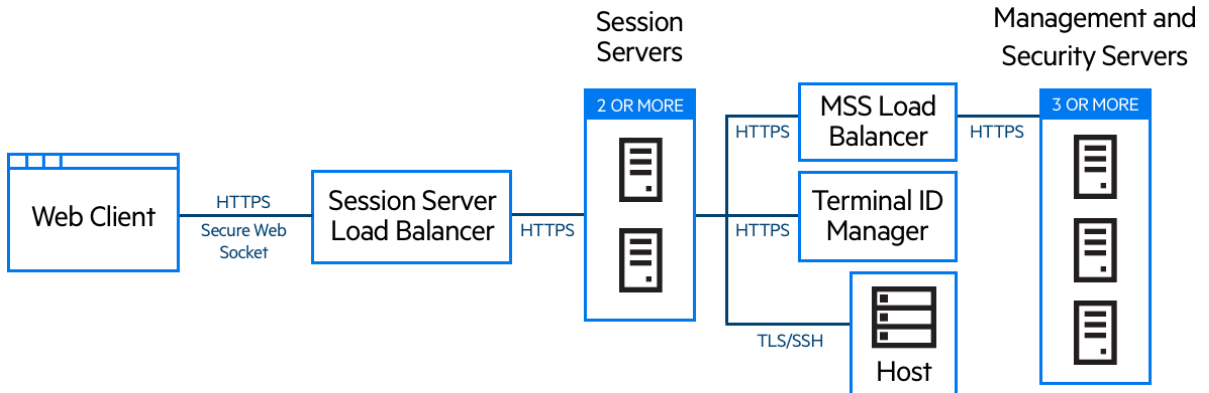 Session
Servers
Management and
Security Servers
2 OR MORE
MSS Load
Balancer
3 OR MORE
HTTPS
HTTPS
Web Client
HTTPS
Secure Web
Socket
Session Server
Load Balancer
HTTPS
HTTPS
Terminal ID
Manager
TLS/SSH
Host